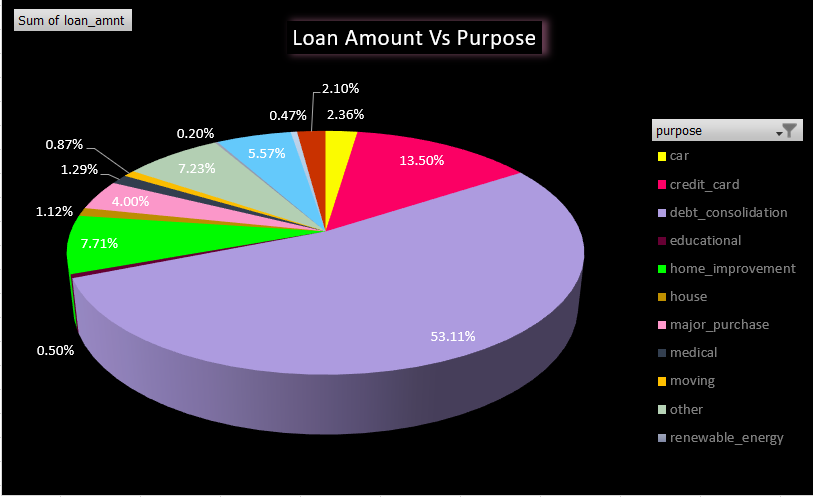 Sum of loan_amnt
Loan Amount Vs Purpose
2.10%
0.47%
2.36%
0.20%
5.57%
13.50%
0.87%
7.23%
1.29%
4.00%
1.12%
7.71%
53.11%
0.50%
purpose
car
credit_card
debt_consolidation
educational
home_improvement
house
major_purchase
medical
moving
other
renewable_energy